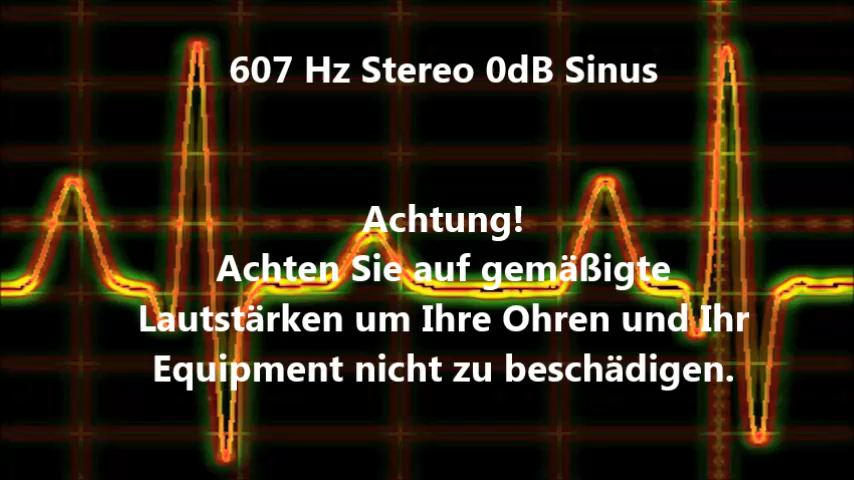 607 Hz Stereo 0dB Sinus
Achtung!
Achten Sie auf gemäßigte
Lautstärken um Ihre Ohren und Ihr
Equipment nicht zu beschädigen.